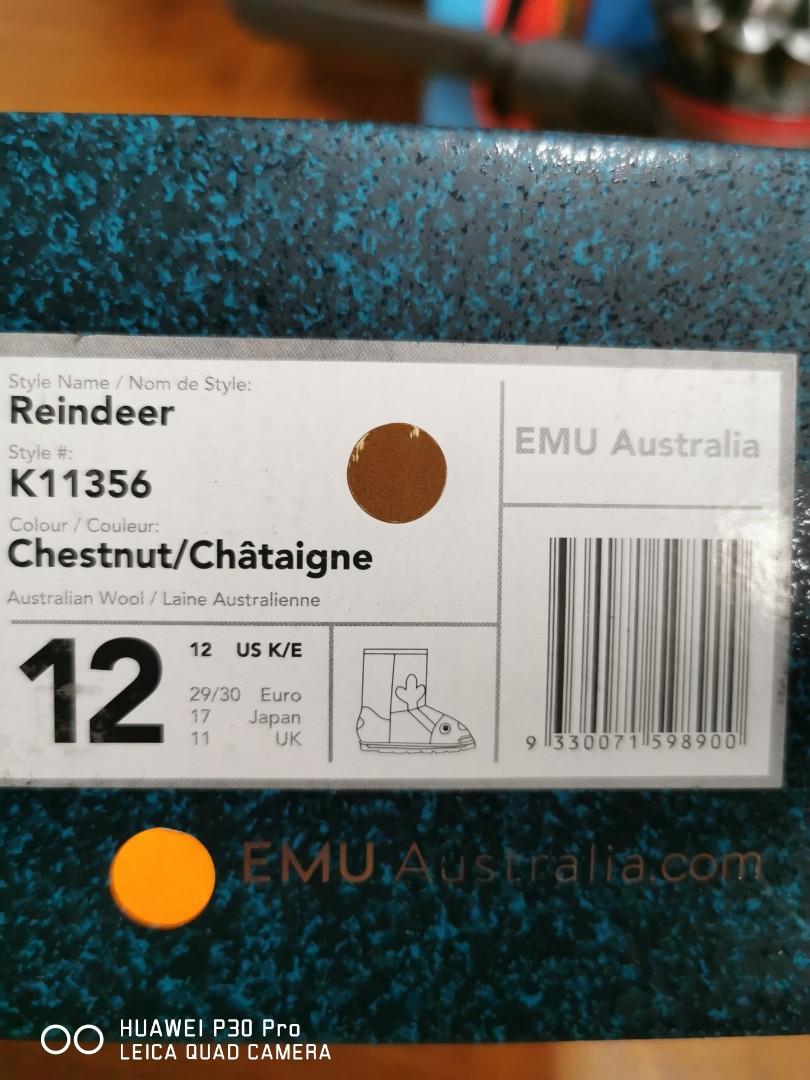 Style Name / Nom de Style:
Reindeer
Style #:
K11356
Colour / Couleur:
Chestnut/Châtaigne
Australian Wool / Laine Australienne
12
12 US K/E
29/30 Euro
17 Japan
11 UK
EMU Australia
9 330071 598900
EMU Australia.com
HUAWEI P30 Pro
LEICA QUAD CAMERA